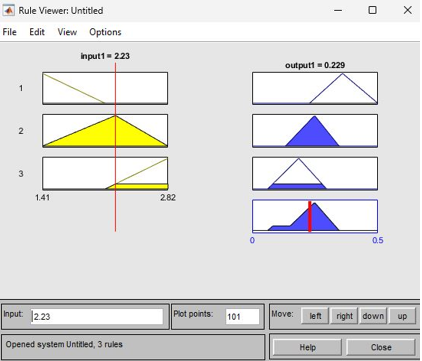 Rule Viewer: Untitled
File Edit View Options
input1 = 2.23
output1 = 0.229
1
2
3
1.41 2.82
0 0.5
Input: 2.23 Plot points: 101 Move: left right down up
Opened system Untitled, 3 rules Help Close